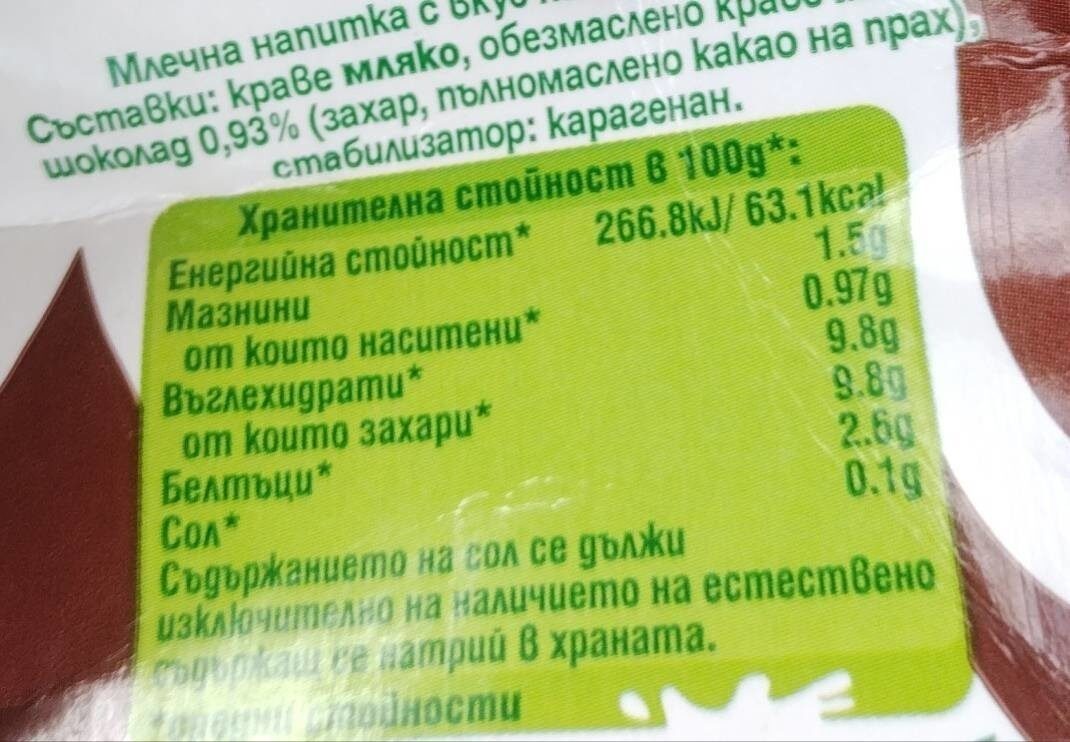 Млечна напитка с
Съставки: краве мляко, обезмаслено
шоколад 0,93% (захар, пълномаслено какао на прах),
стабилизатор: карагенан.
Хранителна стойност в 100g*:
Енергийна стойност* 266.8kJ/ 63.1kcal
Мазнини 1.5g
от които наситени* 0.97g
Въглехидрати* 9.8g
от които захари* 9.8g
Белтъци* 2.6g
Сол* 0.1g
Съдържанието на сол се дължи
изключително на наличието на естествено
съдържащ се натрий в храната.
стойности